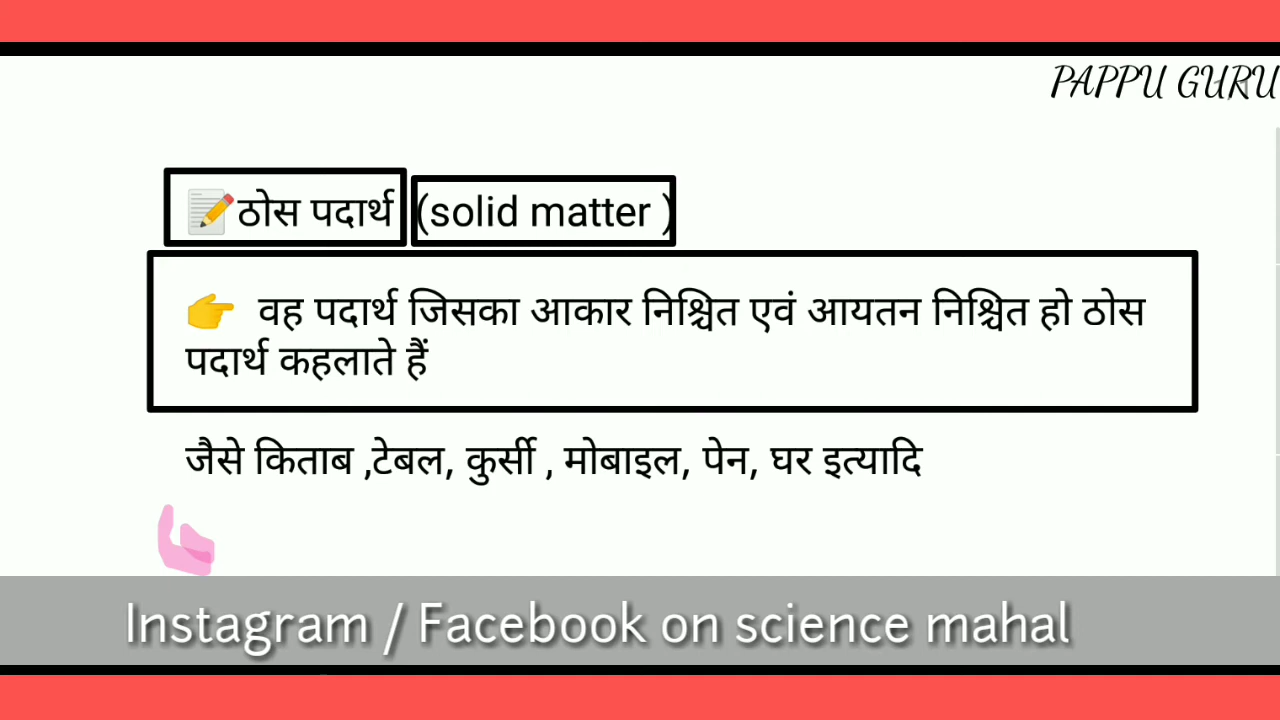 PAPPU GURU
📝ठोस पदार्थ (solid matter )
👉 वह पदार्थ जिसका आकार निश्चित एवं आयतन निश्चित हो ठोस
पदार्थ कहलाते हैं
जैसे किताब ,टेबल, कुर्सी , मोबाइल, पेन, घर इत्यादि
Instagram / Facebook on science mahal